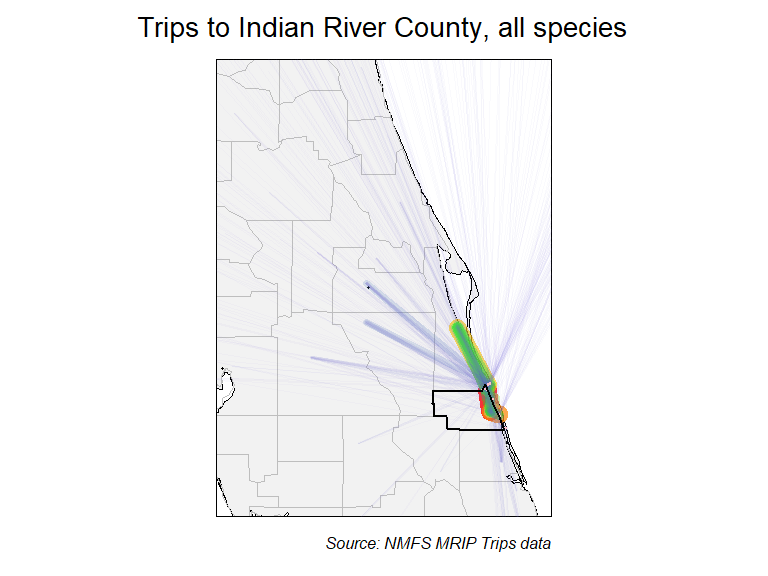 Trips to Indian River County, all species
Source: NMFS MRIP Trips data